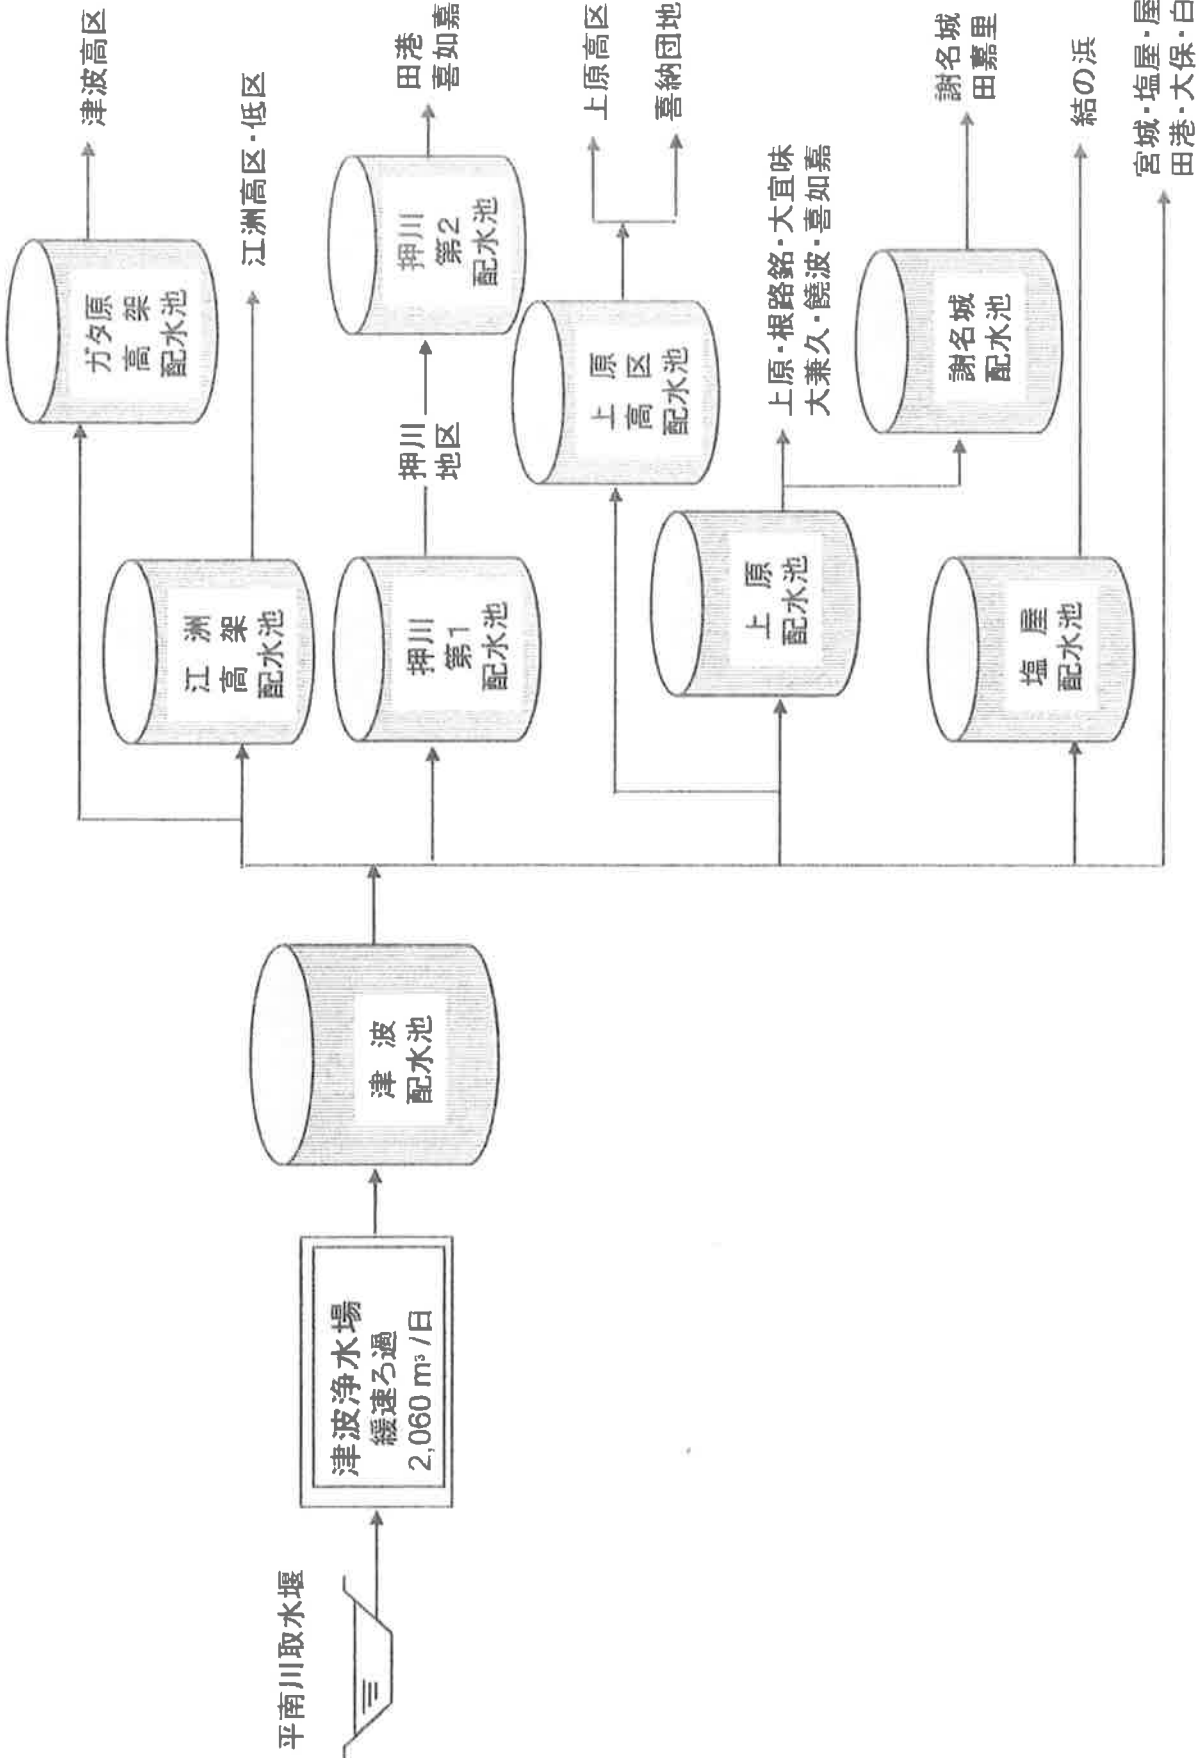 平南川取水堰
津波浄水場
緩速ろ過
2,060 m³/日
津 波
配水池
ガタ原
高 架
配水池
津波高区
江 洲
高 架
配水池
江洲高区・低区
押川
第1
配水池
押川
地区
押川
第2
配水池
田港
喜如嘉
上 原
高 区
配水池
上原高区
喜納団地
上 原
配水池
上原・根路銘・大宜味
大兼久・饒波・喜如嘉
謝名城
配水池
謝名城
田嘉里
塩 屋
配水池
結の浜
宮城・塩屋・屋
田港・大保・白